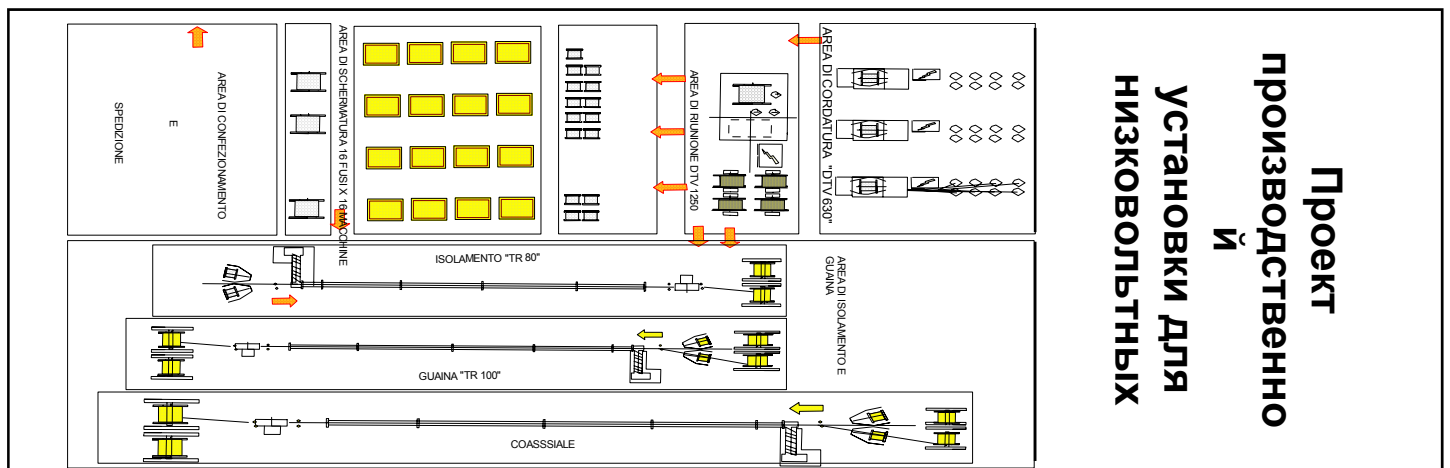 Проект
производственно
й
установки для
низковольтных
AREA DI CONFEZIONAMENTO
E
SPEDIZIONE
AREA DI SCHERMATURA 16 FUSI X 16 MACCHINE
AREA DI RIUNIONE DTV 1250
AREA DI CORDATURA "DTV 630"
ISOLAMENTO "TR 80"
AREA DI ISOLAMENTO E
GUAINA
GUAINA "TR 100"
COASSSIALE